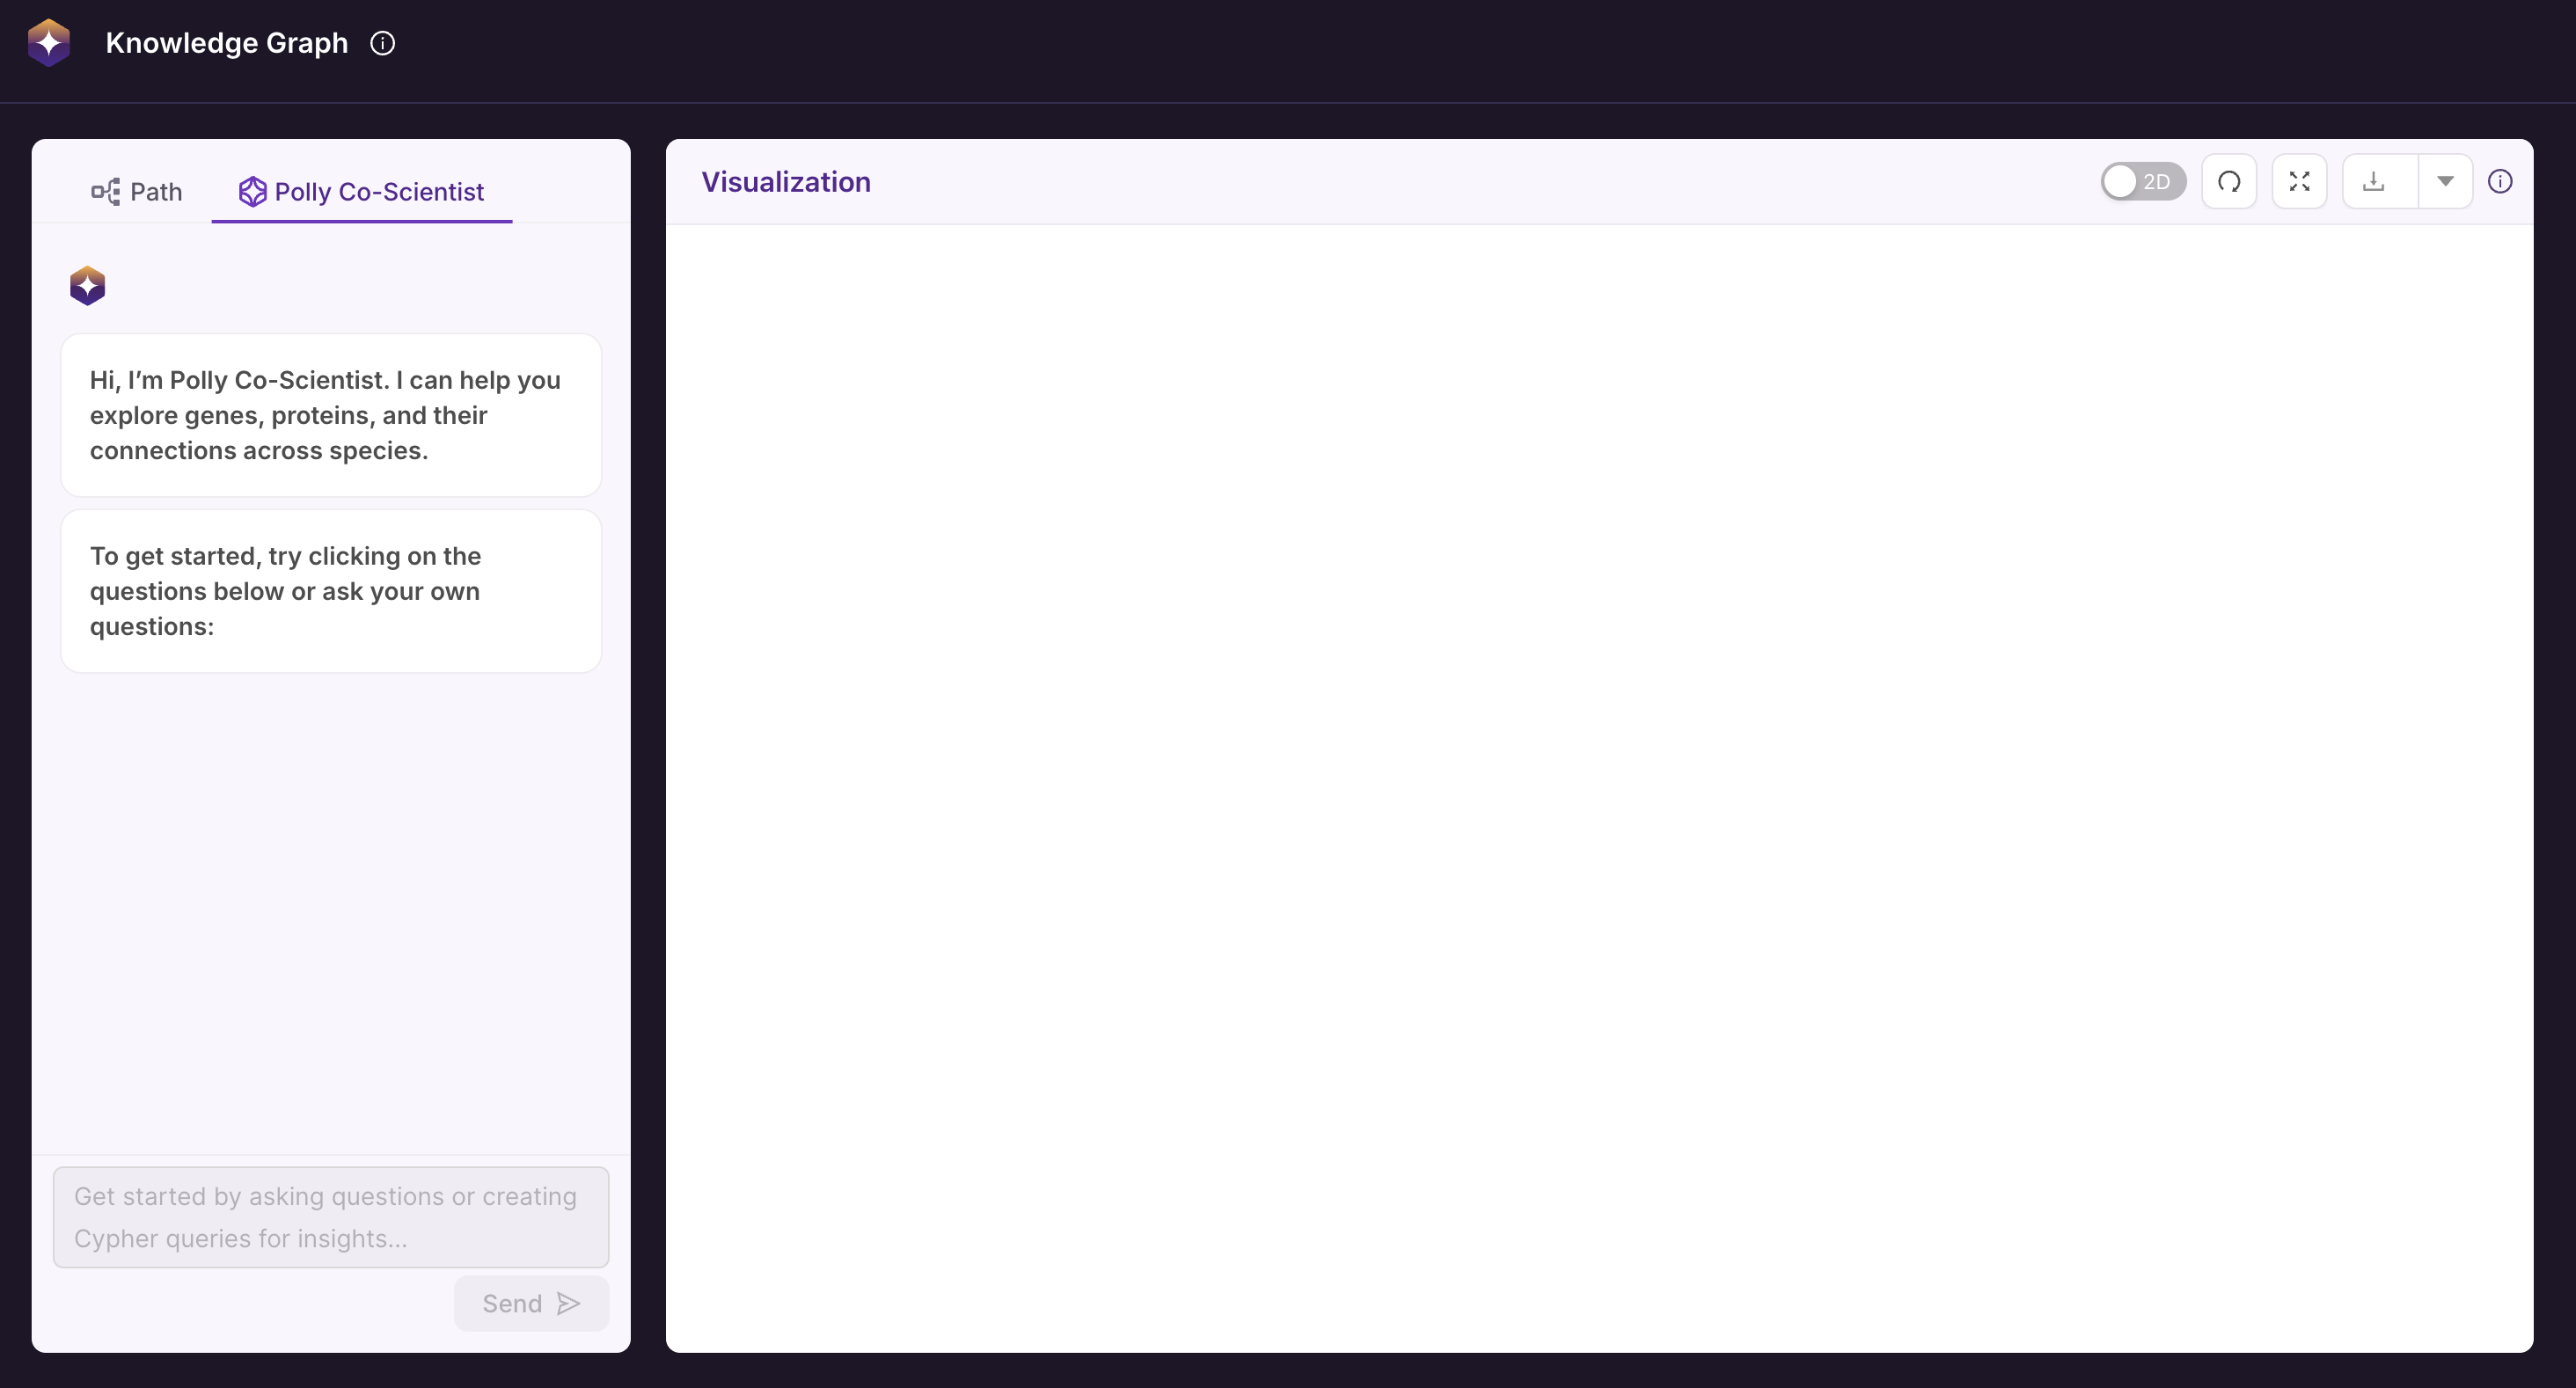 Knowledge Graph
Path
Polly Co-Scientist
Hi, I’m Polly Co-Scientist. I can help you
explore genes, proteins, and their
connections across species.
To get started, try clicking on the
questions below or ask your own
questions:
Get started by asking questions or creating
Cypher queries for insights...
Send
Visualization
2D